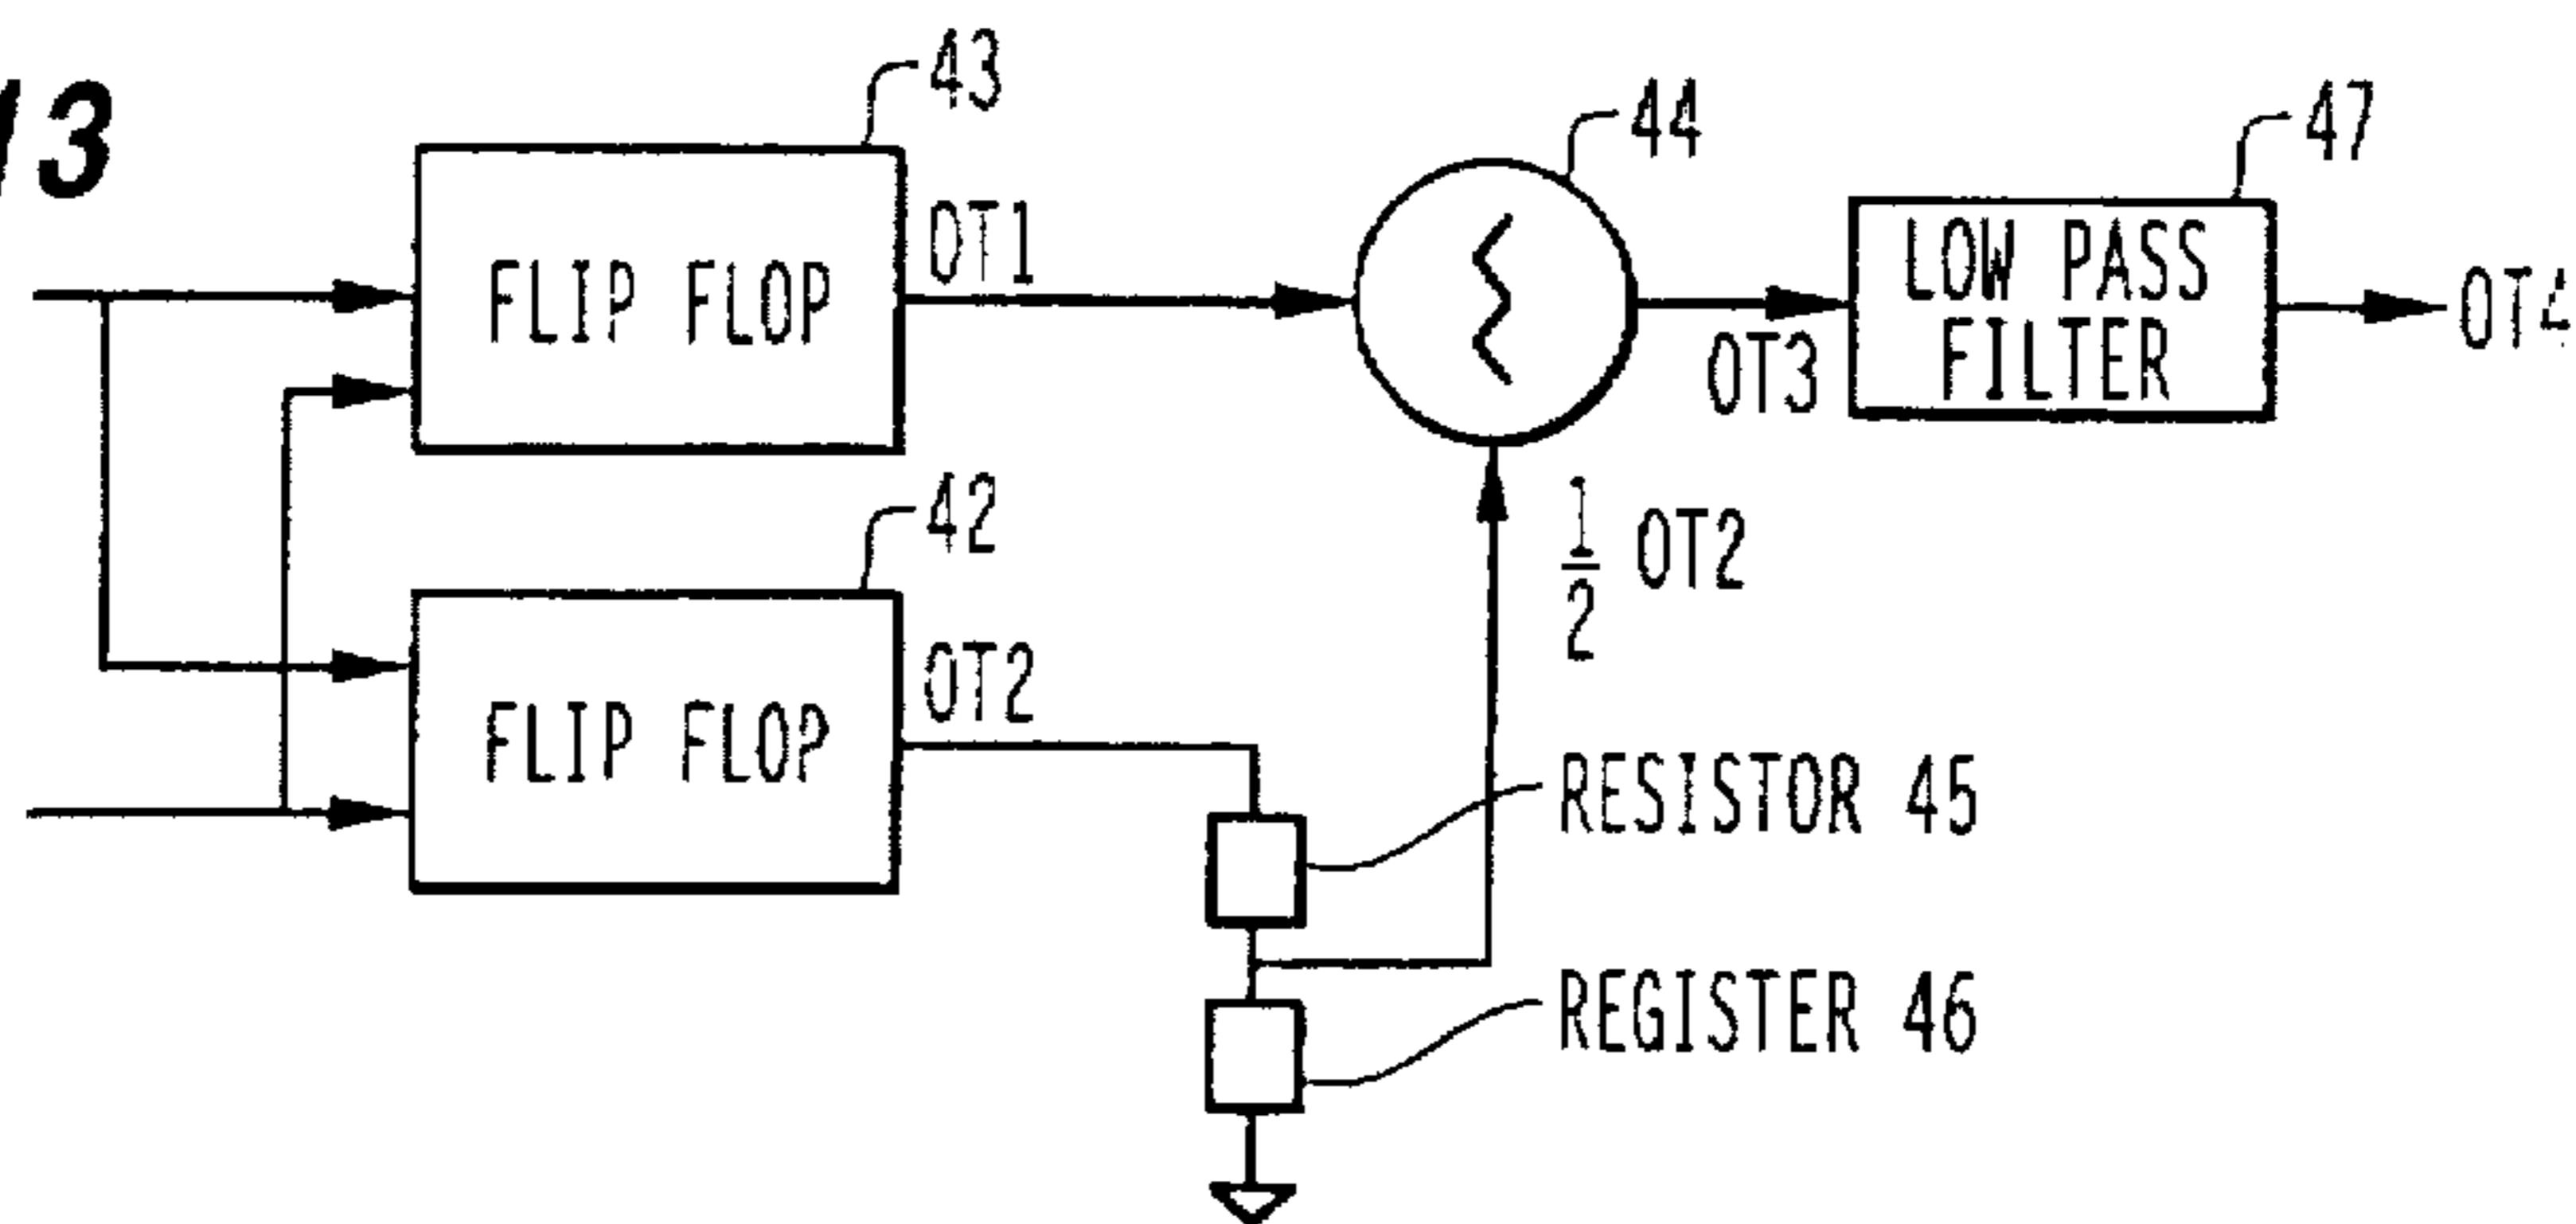 13
43
44
47
FLIP FLOP
OT1
OT3
LOW PASS
FILTER
OT4
42
FLIP FLOP
OT2
1/2 OT2
RESISTOR 45
REGISTER 46